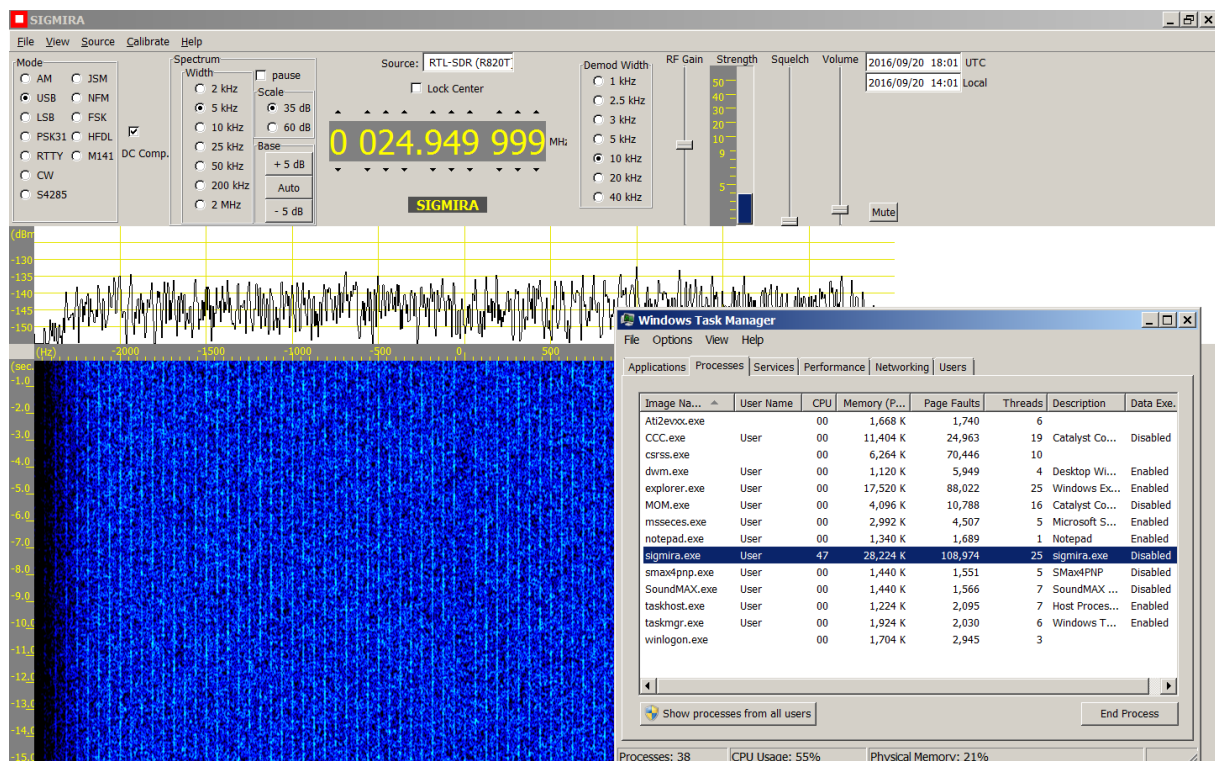 SIGMIRA
File View Source Calibrate Help
Mode
AM JSM
USB NFM
LSB FSK
PSK31 HFDL
RTTY M141
CW
S4285
DC Comp.
Spectrum
Width
2 kHz
5 kHz
10 kHz
25 kHz
50 kHz
200 kHz
2 MHz
pause
Scale
35 dB
60 dB
Base
+ 5 dB
Auto
- 5 dB
Source: RTL-SDR (R820T
Lock Center
0 024.949 999 MHz
SIGMIRA
Demod Width
1 kHz
2.5 kHz
3 kHz
5 kHz
10 kHz
20 kHz
40 kHz
RF Gain Strength Squelch Volume
50
40
30
20
10
9
5
Mute
2016/09/20 18:01 UTC
2016/09/20 14:01 Local
(dBm
-130
-135
-140
-145
-150
(Hz) -2000 -1500 -1000 -500 0 500
(sec.
-1.0
-2.0
-3.0
-4.0
-5.0
-6.0
-7.0
-8.0
-9.0
-10.0
-11.0
-12.0
-13.0
-14.0
-15.0
Windows Task Manager
File Options View Help
Applications Processes Services Performance Networking Users
Image Na... User Name CPU Memory (P... Page Faults Threads Description Data Exe.
Ati2evxx.exe 00 1,668 K 1,740 6
CCC.exe User 00 11,404 K 24,963 19 Catalyst Co... Disabled
csrss.exe 00 6,264 K 70,446 10
dwm.exe User 00 1,120 K 5,949 4 Desktop Wi... Enabled
explorer.exe User 00 17,520 K 88,022 25 Windows Ex... Enabled
MOM.exe User 00 4,096 K 10,788 16 Catalyst Co... Disabled
msseces.exe User 00 2,992 K 4,507 5 Microsoft S... Enabled
notepad.exe User 00 1,340 K 1,689 1 Notepad Enabled
sigmira.exe User 47 28,224 K 108,974 25 sigmira.exe Disabled
smax4pnp.exe User 00 1,440 K 1,551 5 SMax4PNP Disabled
SoundMAX.exe User 00 1,440 K 1,566 7 SoundMAX ... Disabled
taskhost.exe User 00 1,224 K 2,095 7 Host Proces... Enabled
taskmgr.exe User 00 1,924 K 2,030 6 Windows T... Enabled
winlogon.exe 00 1,704 K 2,945 3
Show processes from all users End Process
Processes: 38 CPU Usage: 55% Physical Memory: 21%